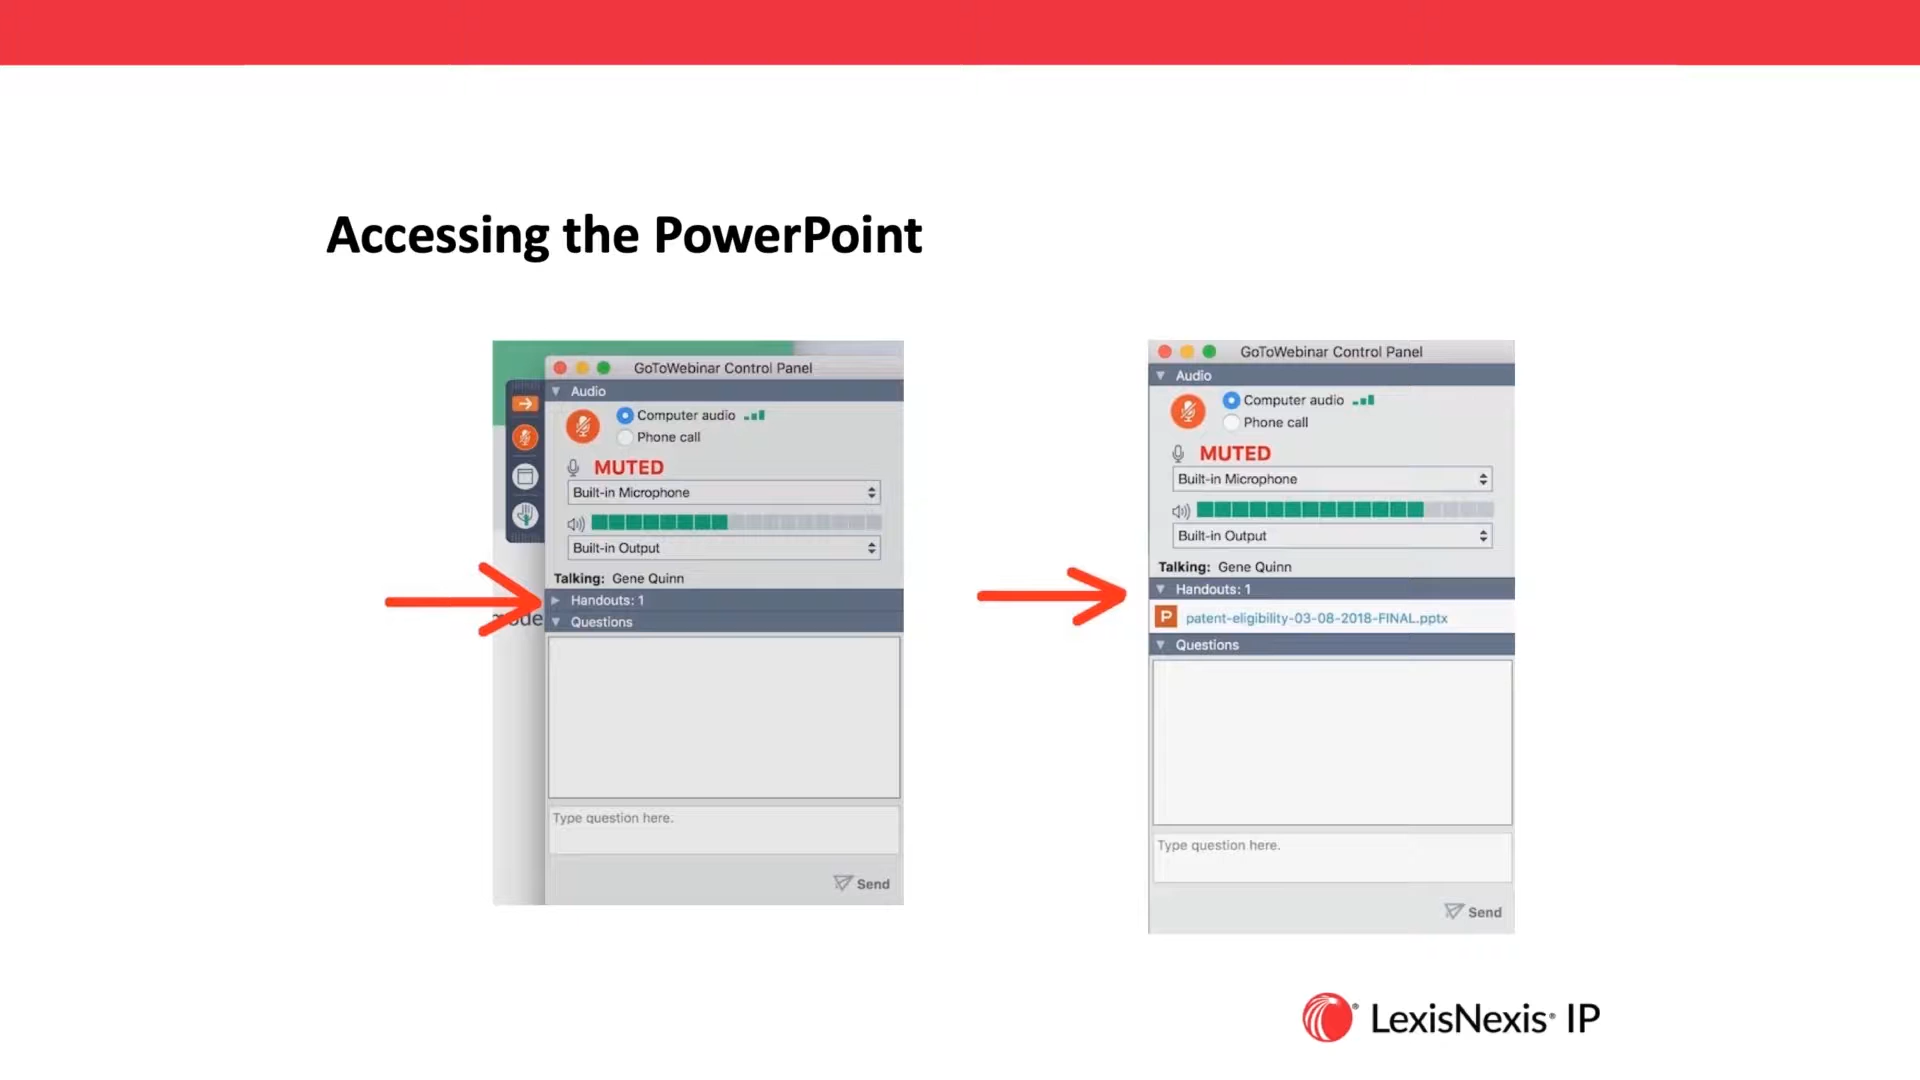 Accessing the PowerPoint
GoToWebinar Control Panel
Audio
Computer audio
Phone call
MUTED
Built-in Microphone
Built-in Output
Talking: Gene Quinn
Handouts: 1
Questions
Type question here.
Send
GoToWebinar Control Panel
Audio
Computer audio
Phone call
MUTED
Built-in Microphone
Built-in Output
Talking: Gene Quinn
Handouts: 1
P patent-eligibility-03-08-2018-FINAL.pptx
Questions
Type question here.
Send
LexisNexis® IP